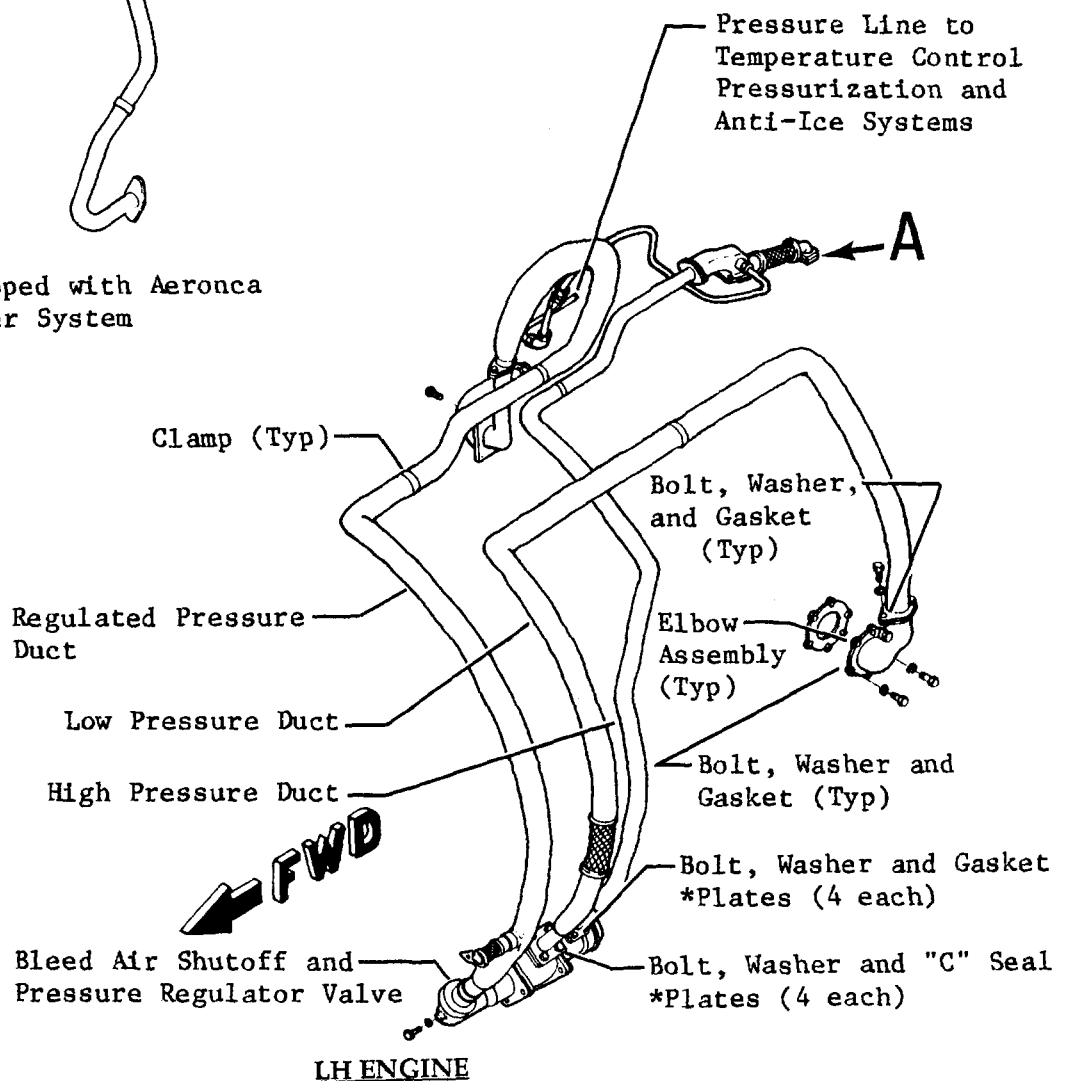 Pressure Line to
Temperature Control
Pressurization and
Anti-Ice Systems
A
with Aeronca
System
Clamp (Typ)
Bolt, Washer,
and Gasket
(Typ)
Regulated Pressure
Duct
Elbow
Assembly
(Typ)
Low Pressure Duct
High Pressure Duct
Bolt, Washer and
Gasket (Typ)
FWD
Bolt, Washer and Gasket
*Plates (4 each)
Bleed Air Shutoff and
Pressure Regulator Valve
Bolt, Washer and "C" Seal
*Plates (4 each)
LH ENGINE